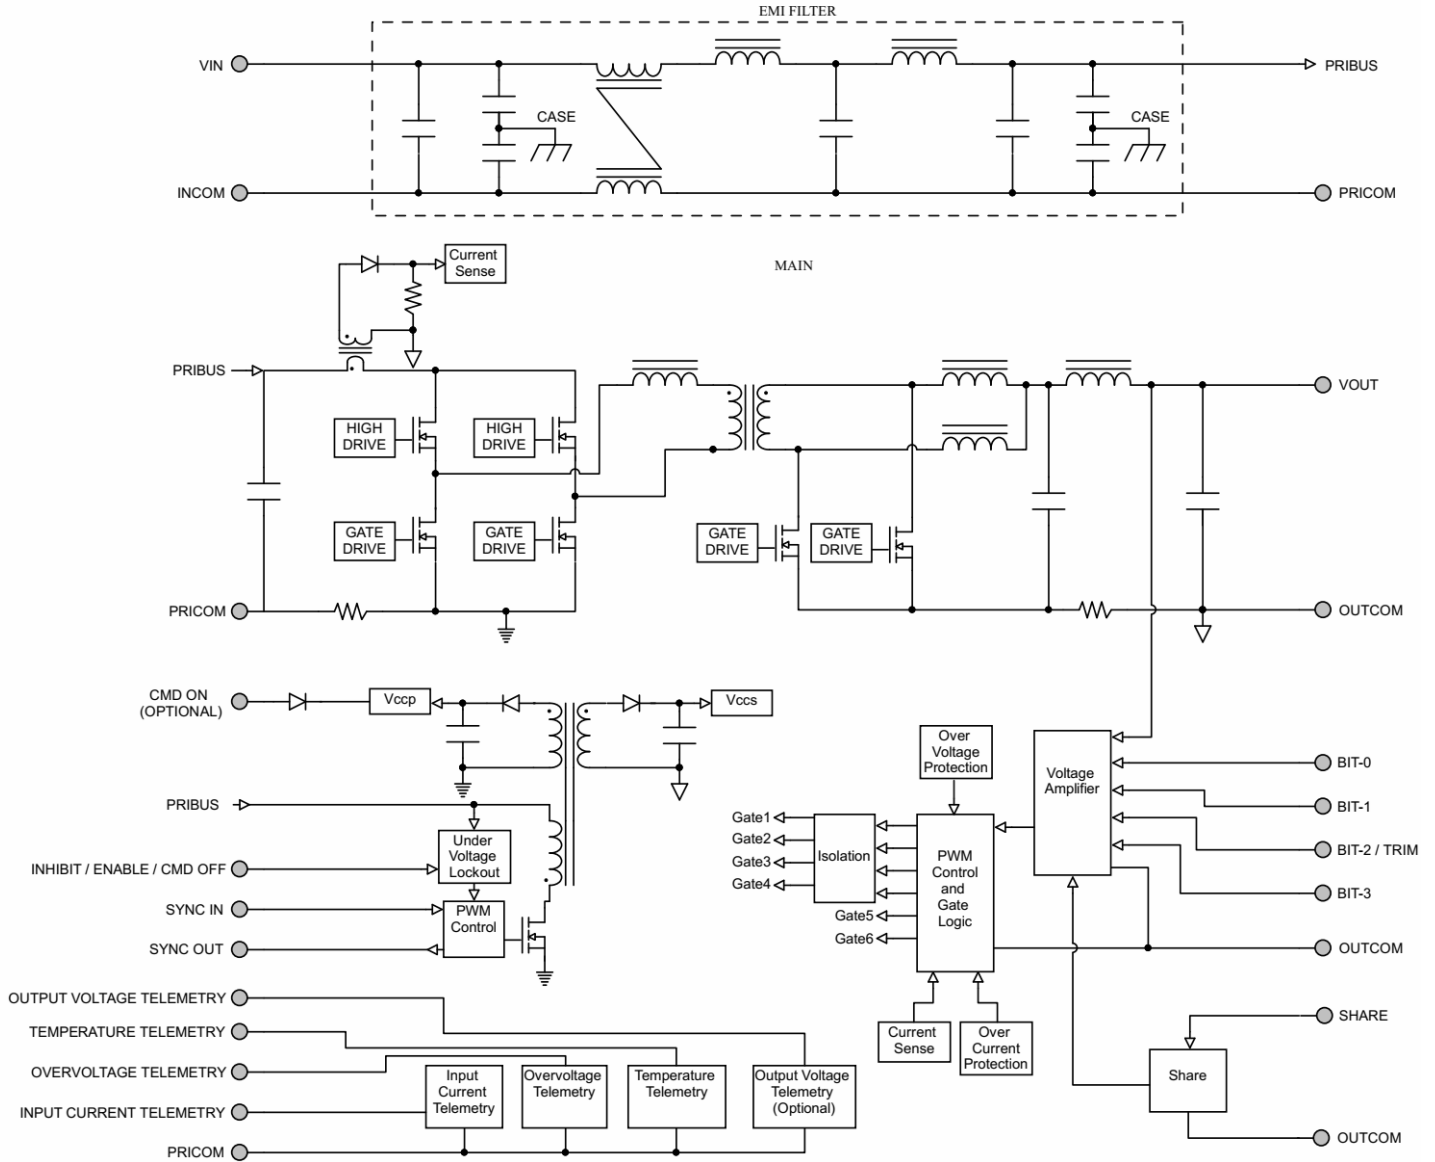 EMI FILTER
VIN
PRIBUS
CASE
CASE
INCOM
PRICOM
Current
Sense
MAIN
PRIBUS
VOUT
HIGH
DRIVE
HIGH
DRIVE
GATE
DRIVE
GATE
DRIVE
GATE
DRIVE
GATE
DRIVE
PRICOM
OUTCOM
CMD ON
(OPTIONAL)
Vccp
Vccs
Over
Voltage
Protection
Voltage
Amplifier
BIT-0
PRIBUS
BIT-1
Gate1
Gate2
Gate3
Gate4
Isolation
PWM
Control
and
Gate
Logic
Gate5
Gate6
BIT-2 / TRIM
BIT-3
Under
Voltage
Lockout
INHIBIT / ENABLE / CMD OFF
SYNC IN
PWM
Control
SYNC OUT
OUTCOM
OUTPUT VOLTAGE TELEMETRY
TEMPERATURE TELEMETRY
Current
Sense
Over
Current
Protection
SHARE
OVERVOLTAGE TELEMETRY
Input
Current
Telemetry
Overvoltage
Telemetry
Temperature
Telemetry
Output Voltage
Telemetry
(Optional)
Share
INPUT CURRENT TELEMETRY
PRICOM
OUTCOM